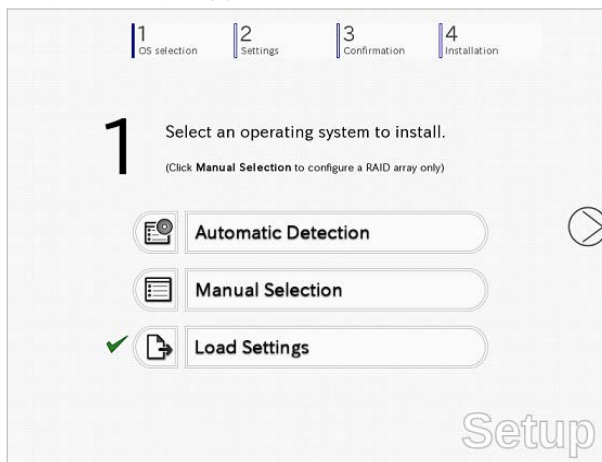 1
OS selection
2
Settings
3
Confirmation
4
Installation
1
Select an operating system to install.
(Click Manual Selection to configure a RAID array only)
Automatic Detection
Manual Selection
Load Settings
Setup